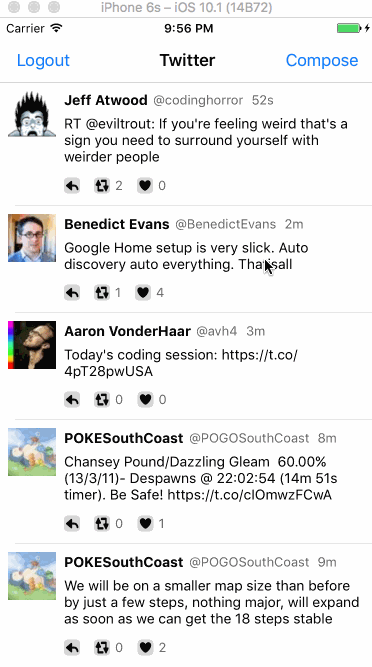 iPhone 6s – iOS 10.1 (14B72)
Carrier 9:56 PM
Logout Twitter Compose
Jeff Atwood @codinghorror 52s
RT @eviltrout: If you're feeling weird that's a
sign you need to surround yourself with
weirder people
2 0
Benedict Evans @BenedictEvans 2m
Google Home setup is very slick. Auto
discovery auto everything. That'sall
1 4
Aaron VonderHaar @avh4 3m
Today's coding session: https://t.co/
4pT28pwUSA
0 0
POKESouthCoast @POGOSouthCoast 8m
Chansey Pound/Dazzling Gleam  60.00%
(13/3/11)- Despawns @ 22:02:54 (14m 51s
timer). Be Safe! https://t.co/clOmwzFCwA
0 1
POKESouthCoast @POGOSouthCoast 9m
We will be on a smaller map size than before
by just a few steps, nothing major, will expand
as soon as we can get the 18 steps stable
0 2